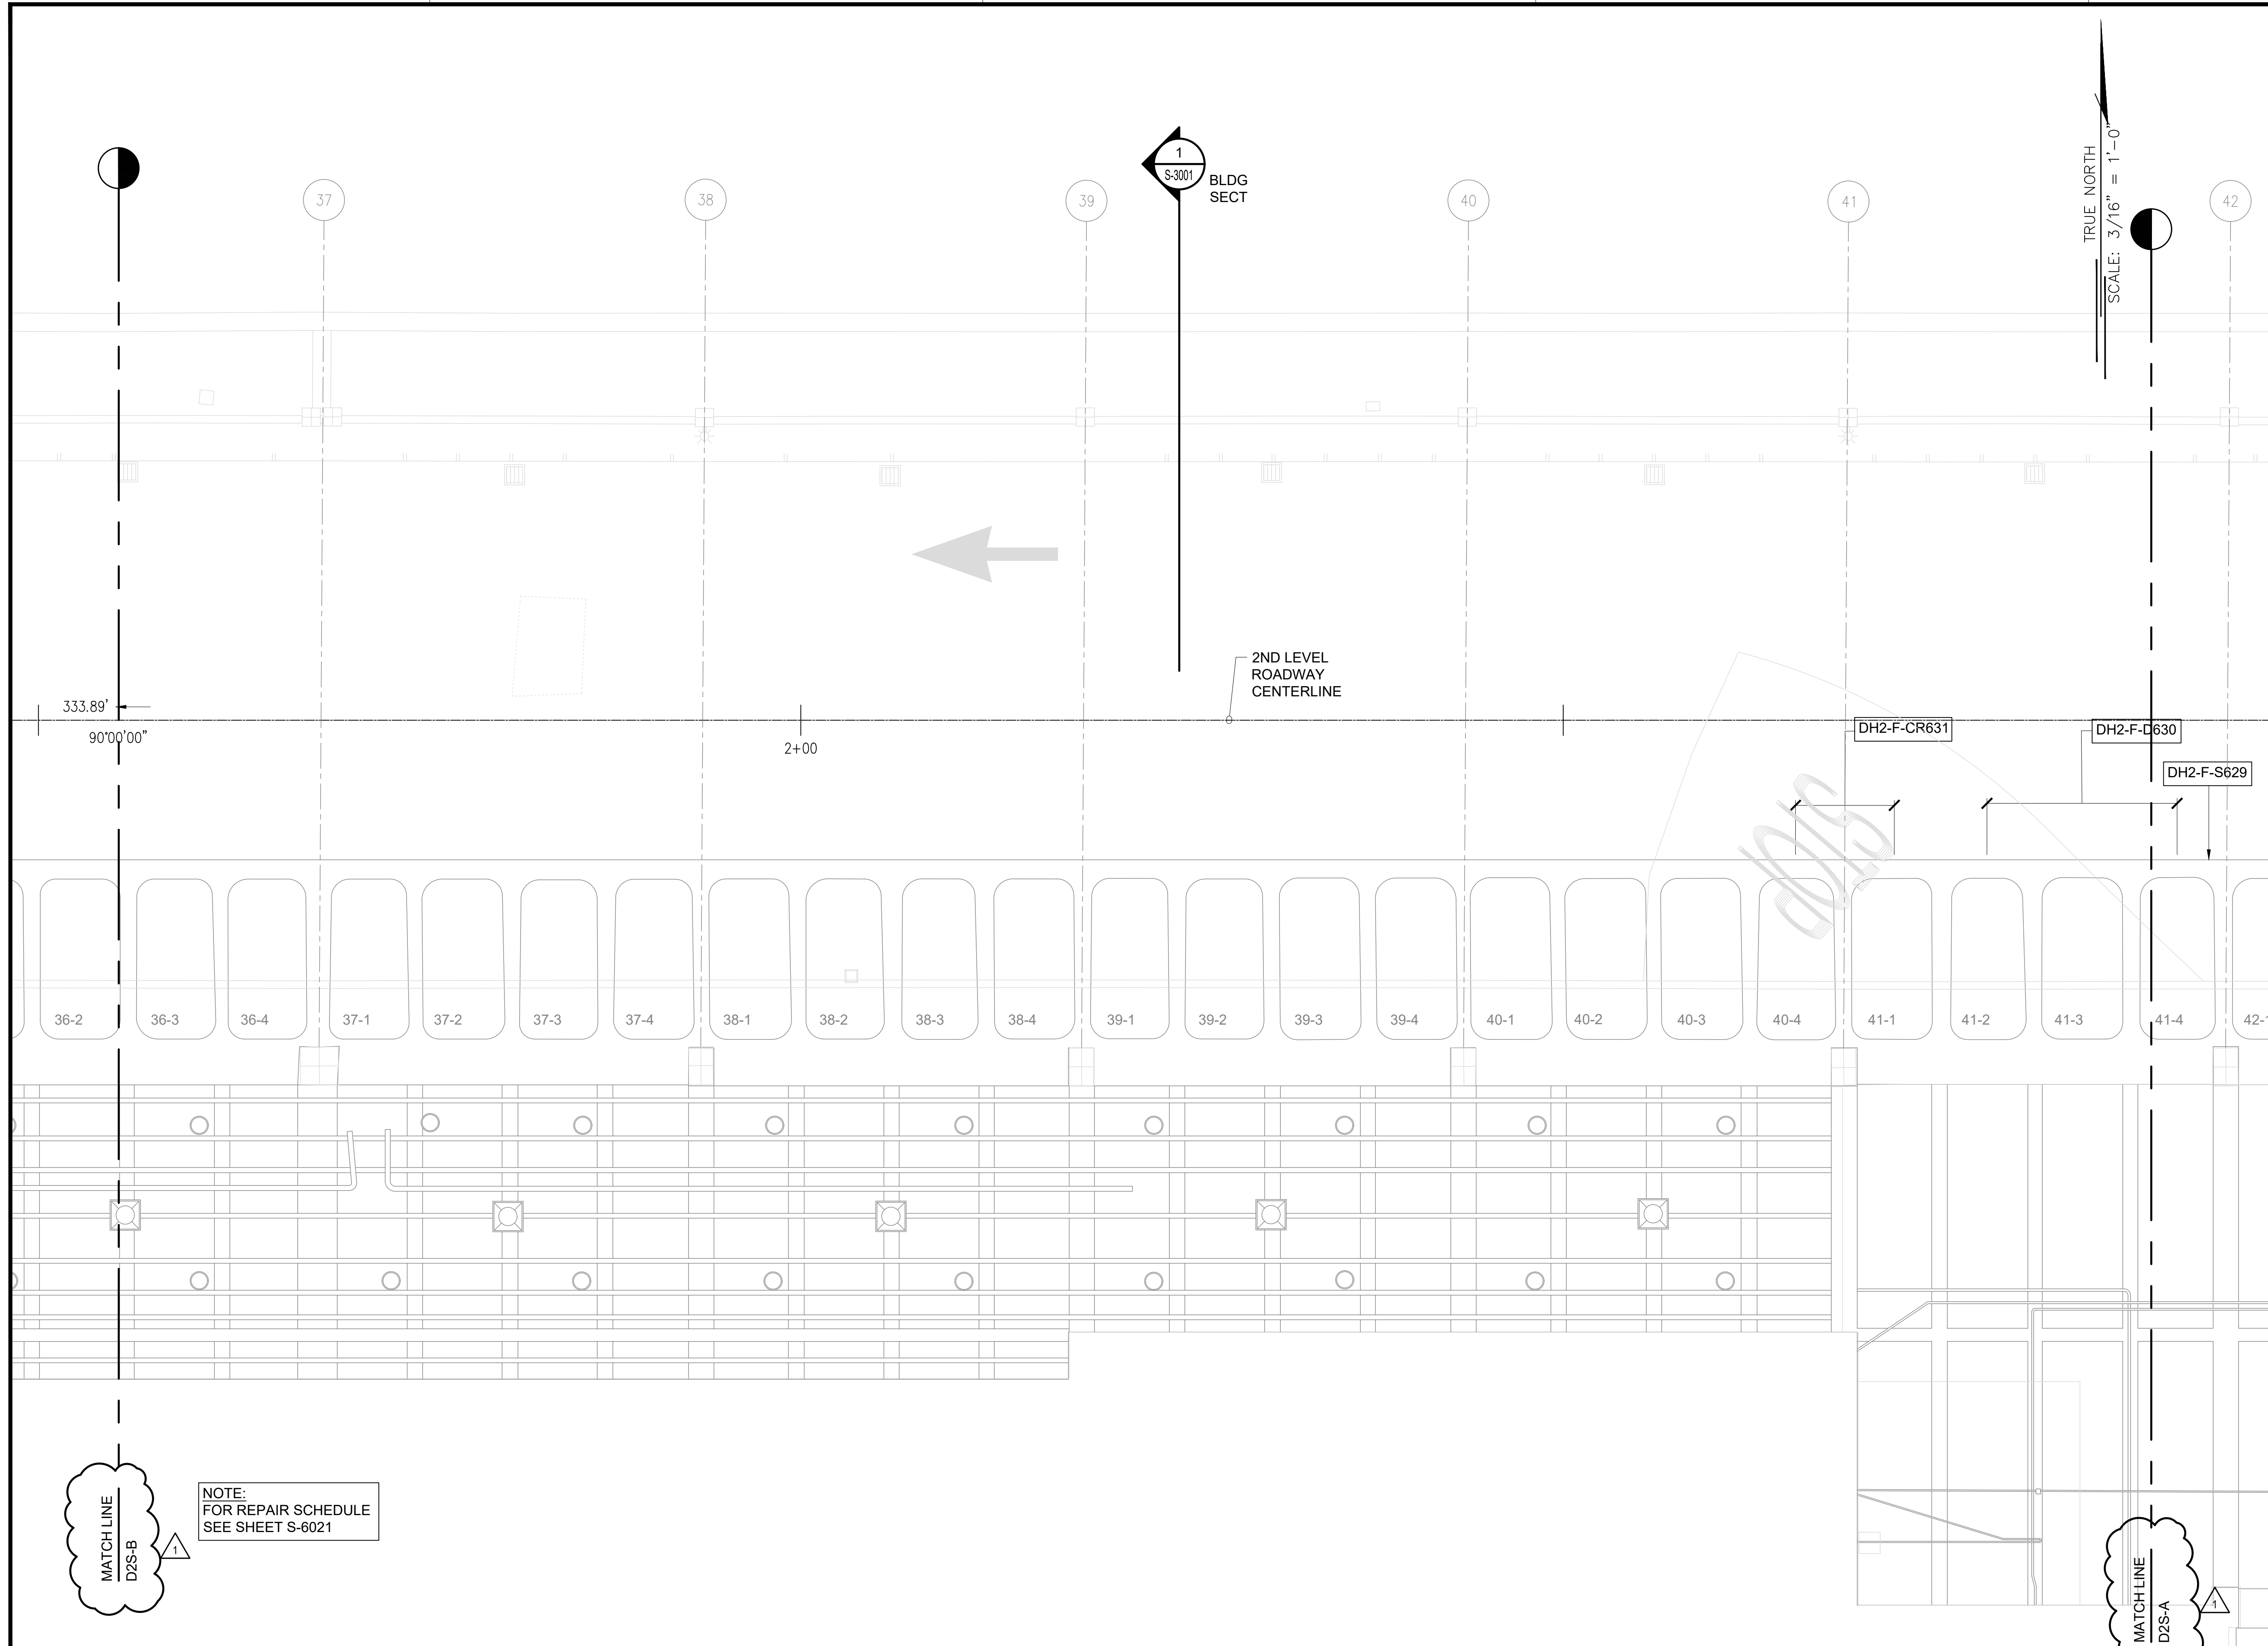 TRUE NORTH
SCALE: 3/16" = 1'-0"
1
S-3001
BLDG
SECT
37
38
39
40
41
42
2ND LEVEL
ROADWAY
CENTERLINE
333.89'
90°00'00"
2+00
DH2-F-CR631
DH2-F-D630
DH2-F-S629
36-2
36-3
36-4
37-1
37-2
37-3
37-4
38-1
38-2
38-3
38-4
39-1
39-2
39-3
39-4
40-1
40-2
40-3
40-4
41-1
41-2
41-3
41-4
42-1
MATCH LINE
D2S-B
1
NOTE:
FOR REPAIR SCHEDULE
SEE SHEET S-6021
MATCH LINE
D2S-A
1